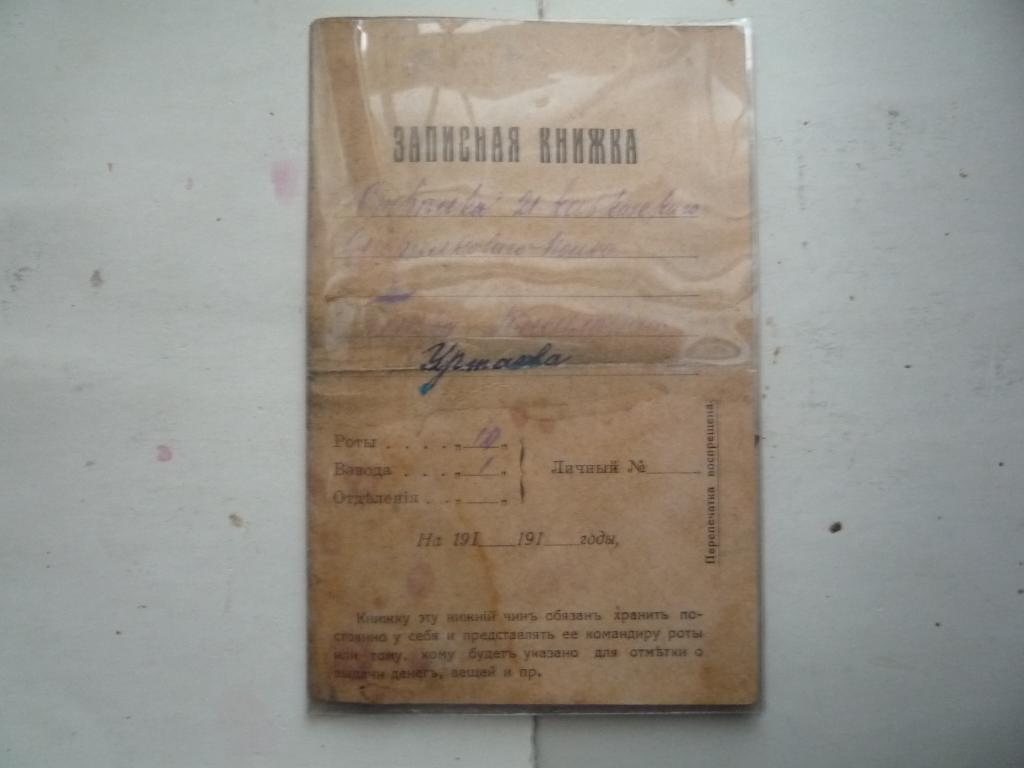 ЗАПИСНАЯ КНИЖКА
21
Уртаева
Роты . . . . . „ 10 „
Взвода . . . . „ 1 „
Отдѣленія . . „ „
Личный №
На 191 191 годы,
Книжку эту нижній чинъ обязанъ хранить по-
стоянно у себя и представлять ее командиру роты
или тому, кому будетъ указано для отмѣтки о
выдачи денегъ, вещей и пр.
Перепечатка воспрещена.